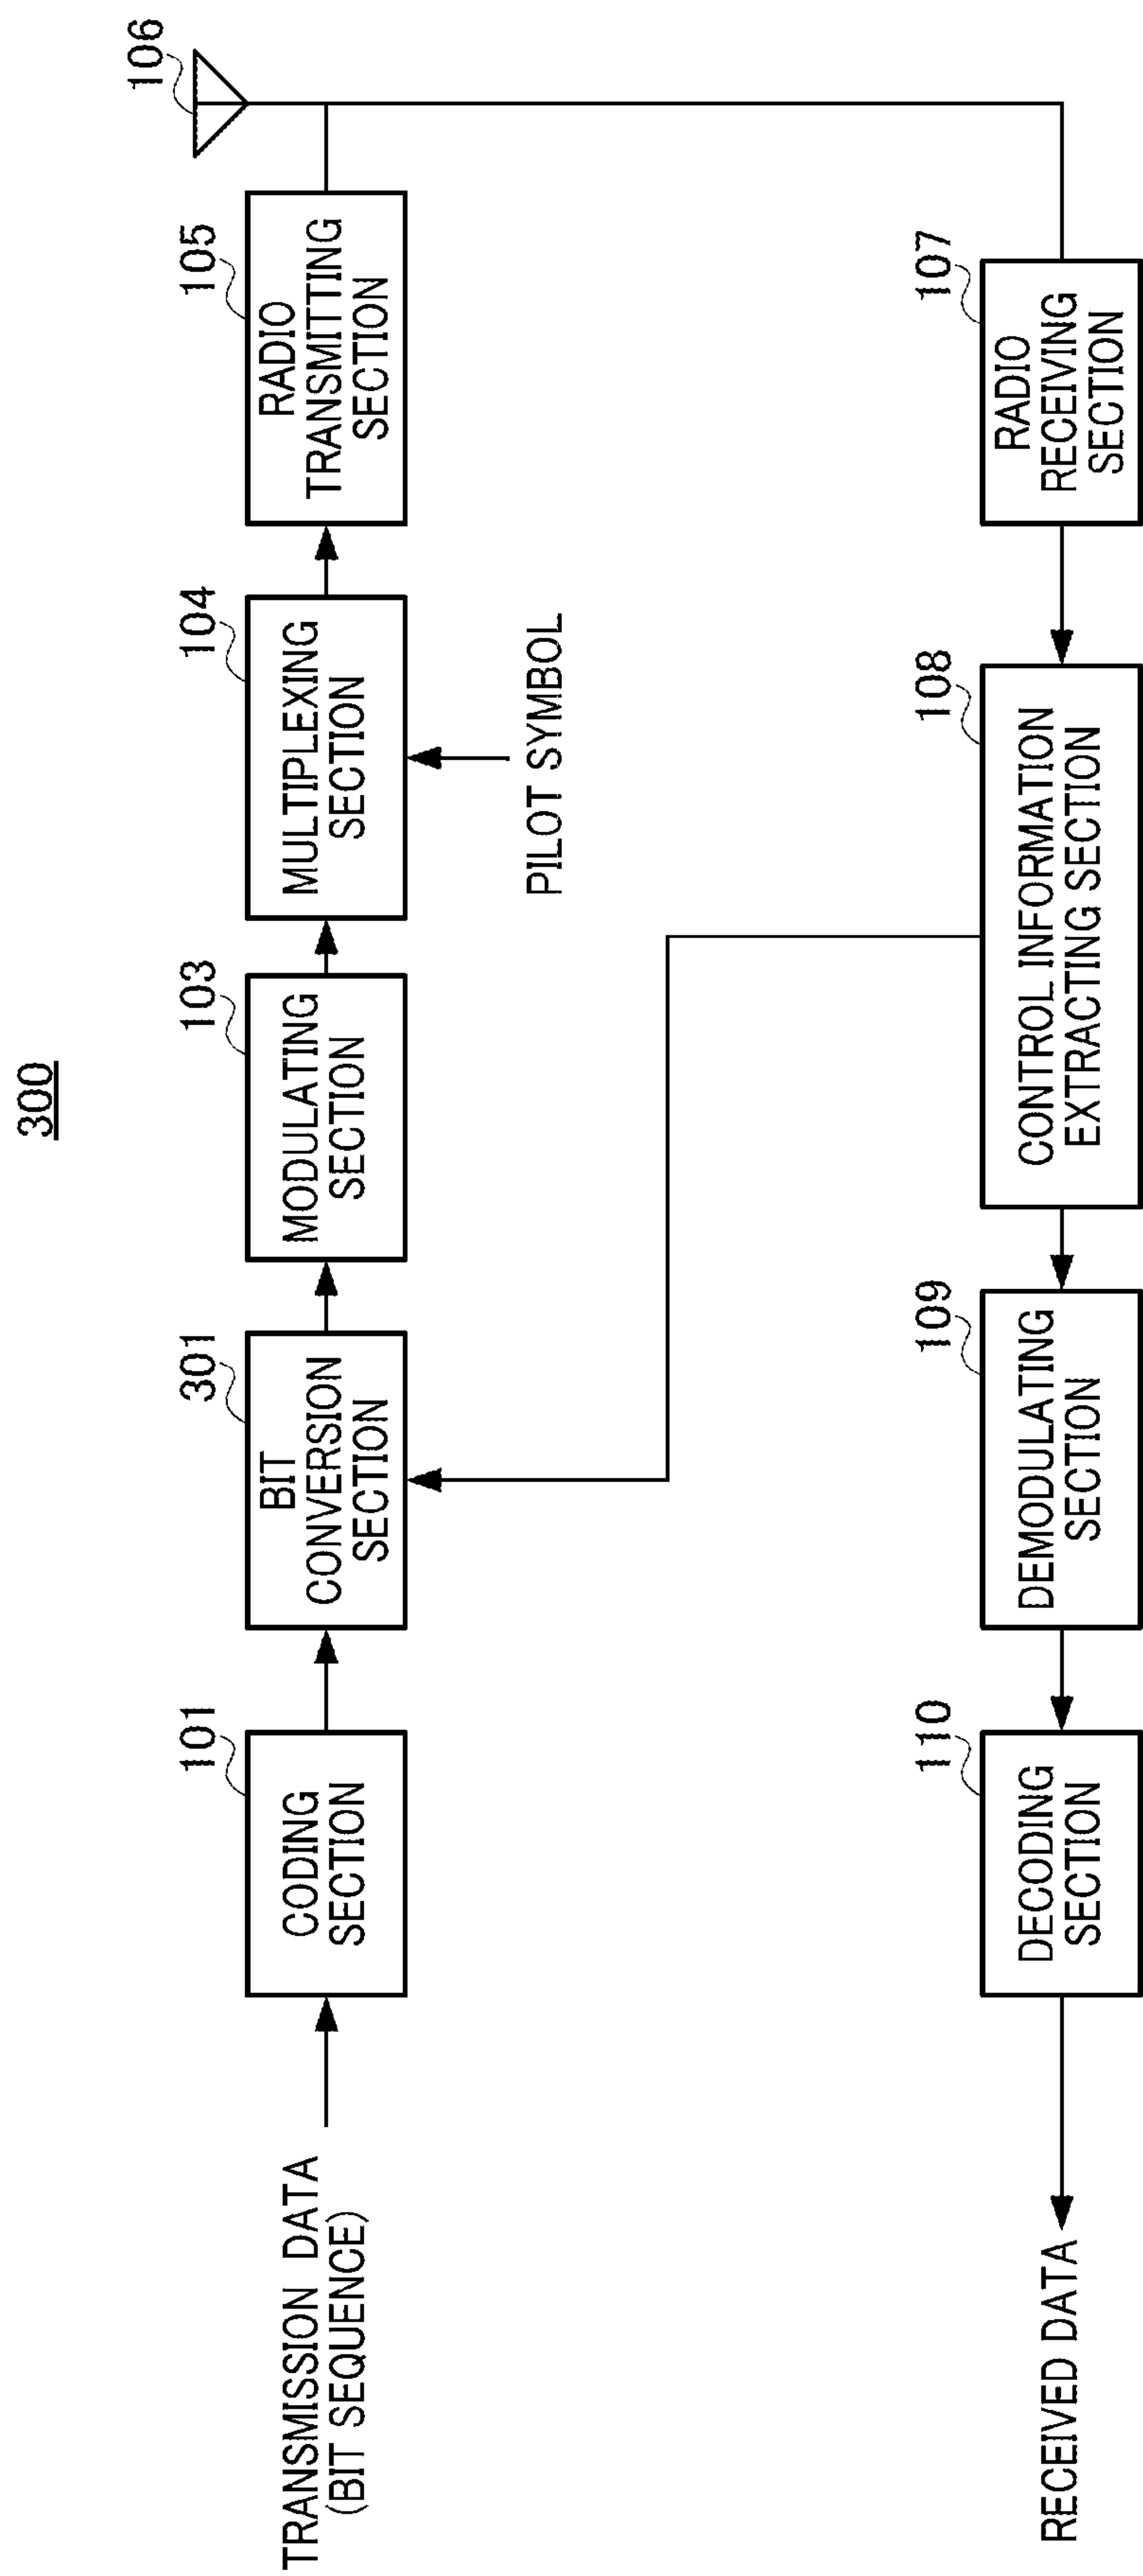 300
TRANSMISSION DATA
(BIT SEQUENCE)
101
CODING
SECTION
301
BIT
CONVERSION
SECTION
103
MODULATING
SECTION
104
MULTIPLEXING
SECTION
PILOT SYMBOL
105
RADIO
TRANSMITTING
SECTION
106
RECEIVED DATA
110
DECODING
SECTION
109
DEMODULATING
SECTION
108
CONTROL INFORMATION
EXTRACTING SECTION
107
RADIO
RECEIVING
SECTION